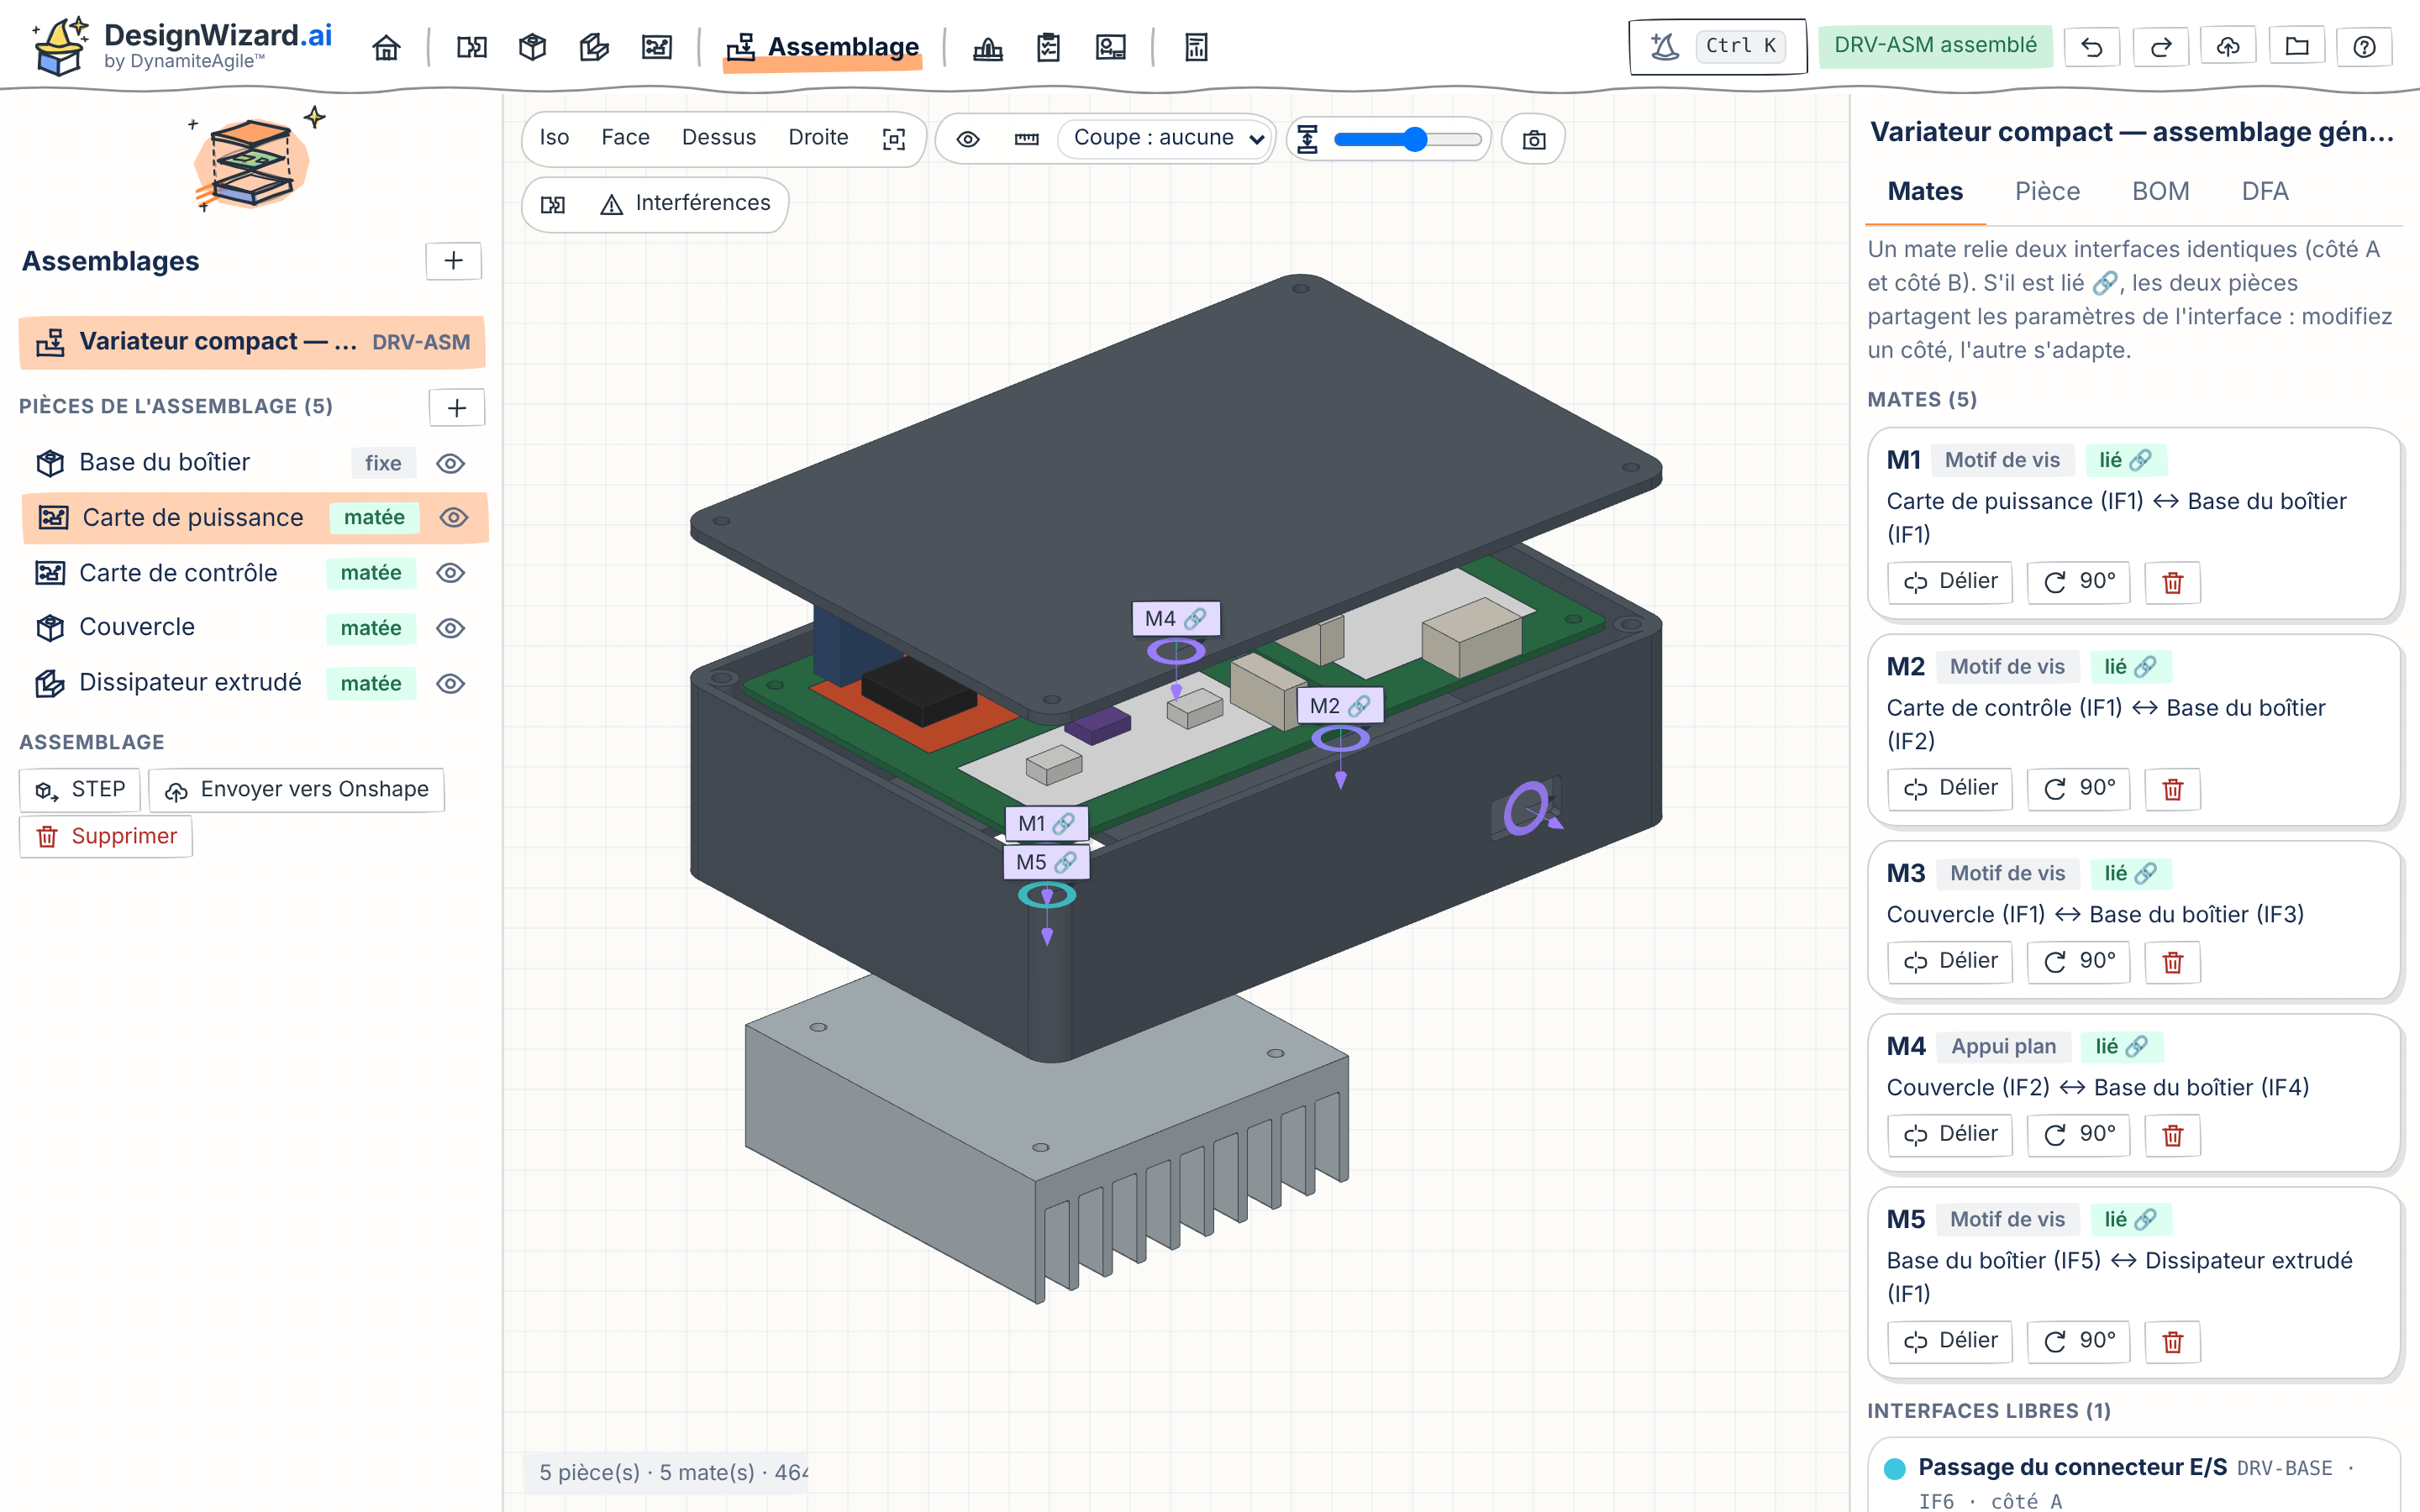 DesignWizard.ai
by DynamiteAgile™
Assemblage
Ctrl K
DRV-ASM assemblé
Assemblages
Variateur compact — ... DRV-ASM
PIÈCES DE L'ASSEMBLAGE (5)
Base du boîtier fixe
Carte de puissance matée
Carte de contrôle matée
Couvercle matée
Dissipateur extrudé matée
ASSEMBLAGE
STEP
Envoyer vers Onshape
Supprimer
Iso Face Dessus Droite
Coupe : aucune
Interférences
M4 🔗
M2 🔗
M1 🔗
M5 🔗
5 pièce(s) · 5 mate(s) · 464
Variateur compact — assemblage gén...
Mates Pièce BOM DFA
Un mate relie deux interfaces identiques (côté A
et côté B). S'il est lié 🔗, les deux pièces
partagent les paramètres de l'interface : modifiez
un côté, l'autre s'adapte.
MATES (5)
M1 Motif de vis lié 🔗
Carte de puissance (IF1) ↔ Base du boîtier
(IF1)
Délier 90°
M2 Motif de vis lié 🔗
Carte de contrôle (IF1) ↔ Base du boîtier
(IF2)
Délier 90°
M3 Motif de vis lié 🔗
Couvercle (IF1) ↔ Base du boîtier (IF3)
Délier 90°
M4 Appui plan lié 🔗
Couvercle (IF2) ↔ Base du boîtier (IF4)
Délier 90°
M5 Motif de vis lié 🔗
Base du boîtier (IF5) ↔ Dissipateur extrudé
(IF1)
Délier 90°
INTERFACES LIBRES (1)
Passage du connecteur E/S DRV-BASE ·
IF6 · côté A